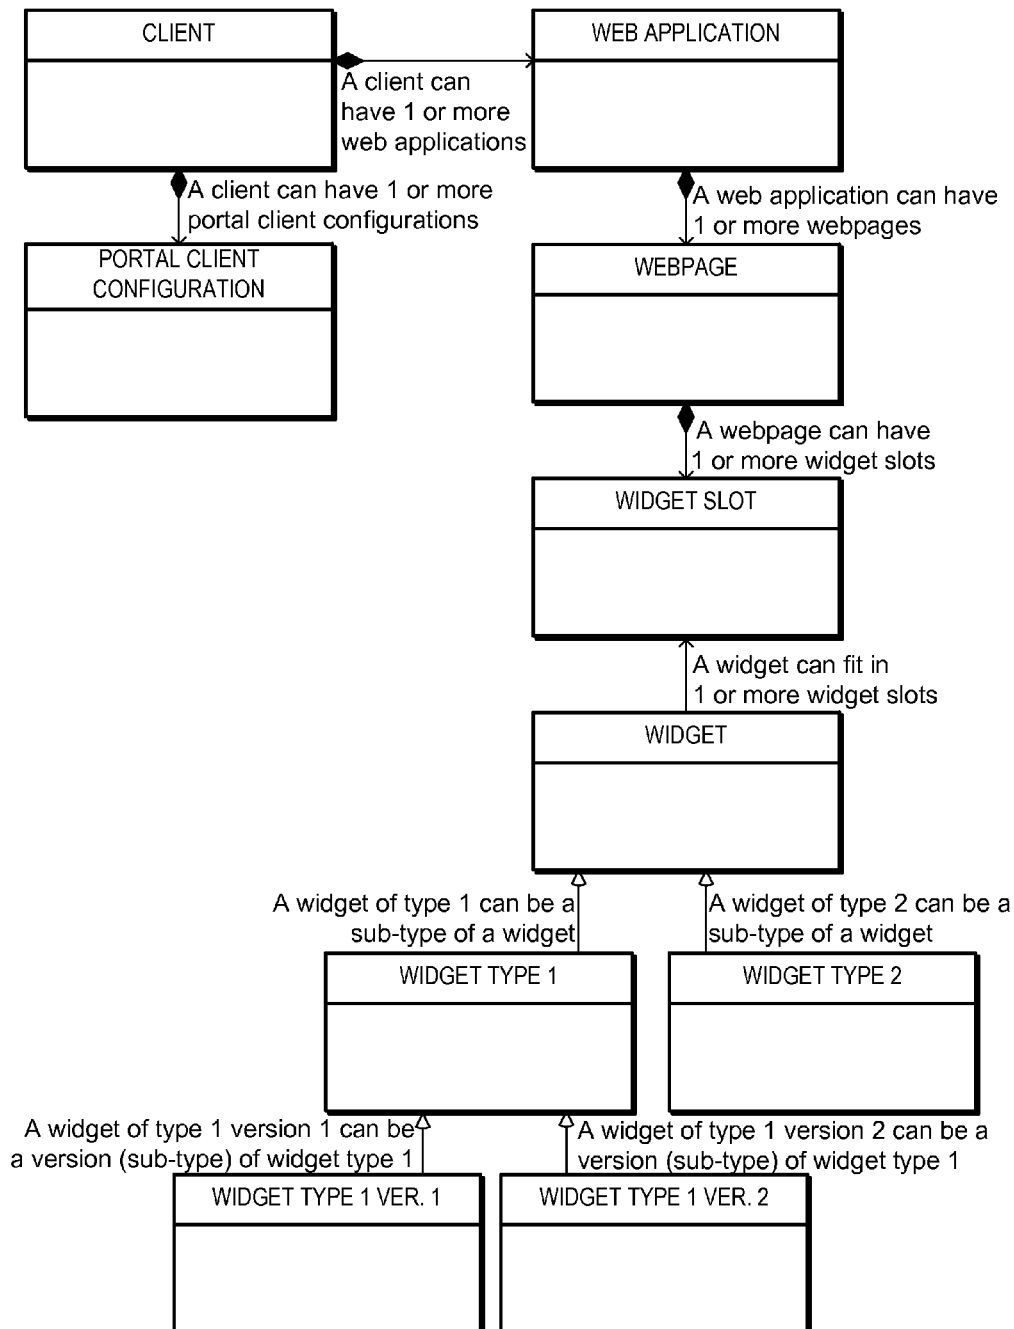 CLIENT
WEB APPLICATION
A client can
have 1 or more
web applications
A client can have 1 or more
portal client configurations
A web application can have
1 or more webpages
PORTAL CLIENT
CONFIGURATION
WEBPAGE
A webpage can have
1 or more widget slots
WIDGET SLOT
A widget can fit in
1 or more widget slots
WIDGET
A widget of type 1 can be a
sub-type of a widget
A widget of type 2 can be a
sub-type of a widget
WIDGET TYPE 1
WIDGET TYPE 2
A widget of type 1 version 1 can be
a version (sub-type) of widget type 1
A widget of type 1 version 2 can be a
version (sub-type) of widget type 1
WIDGET TYPE 1 VER. 1
WIDGET TYPE 1 VER. 2